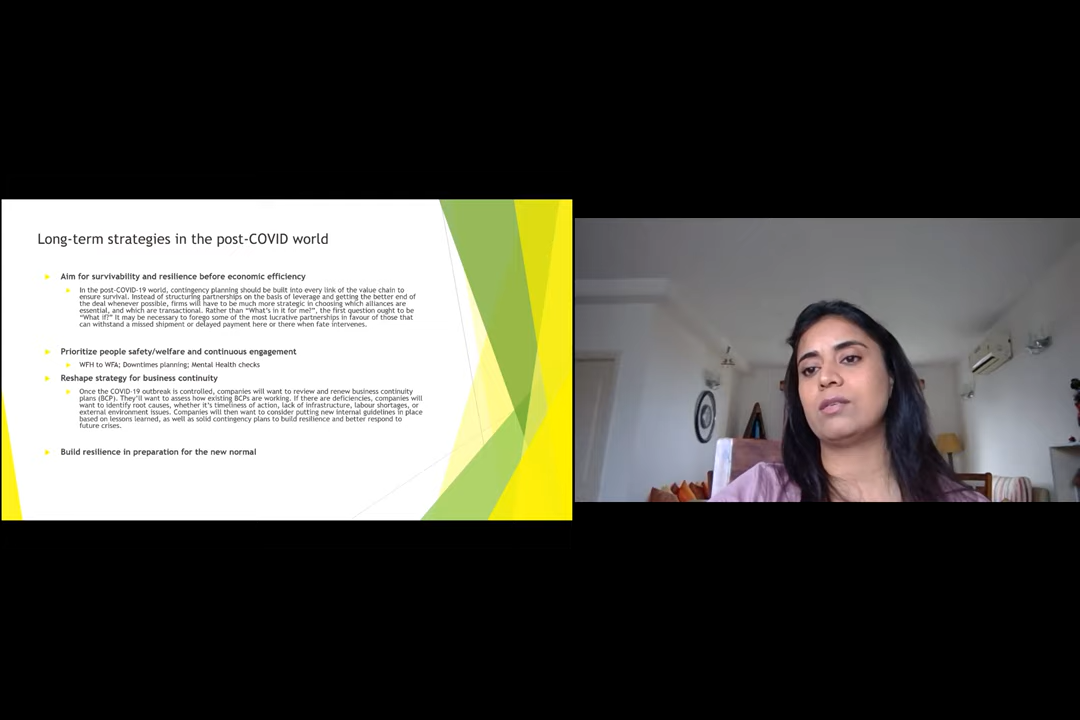 Long-term strategies in the post-COVID world
Aim for survivability and resilience before economic efficiency
In the post-COVID-19 world, contingency planning should be built into every link of the value chain to
ensure survival. Instead of structuring partnerships on the basis of leverage and getting the better end of
the deal whenever possible, firms will have to be much more strategic in choosing which alliances are
essential, and which are transactional. Rather than “What’s in it for me?”, the first question ought to be
“What if?” It may be necessary to forego some of the most lucrative partnerships in favour of those that
can withstand a missed shipment or delayed payment here or there when fate intervenes.
Prioritize people safety/welfare and continuous engagement
WFH to WFA; Downtimes planning; Mental Health checks
Reshape strategy for business continuity
Once the COVID-19 outbreak is controlled, companies will want to review and renew business continuity
plans (BCP). They’ll want to assess how existing BCPs are working. If there are deficiencies, companies will
want to identify root causes, whether it’s timeliness of action, lack of infrastructure, labour shortages, or
external environment issues. Companies will then want to consider putting new internal guidelines in place
based on lessons learned, as well as solid contingency plans to build resilience and better respond to
future crises.
Build resilience in preparation for the new normal